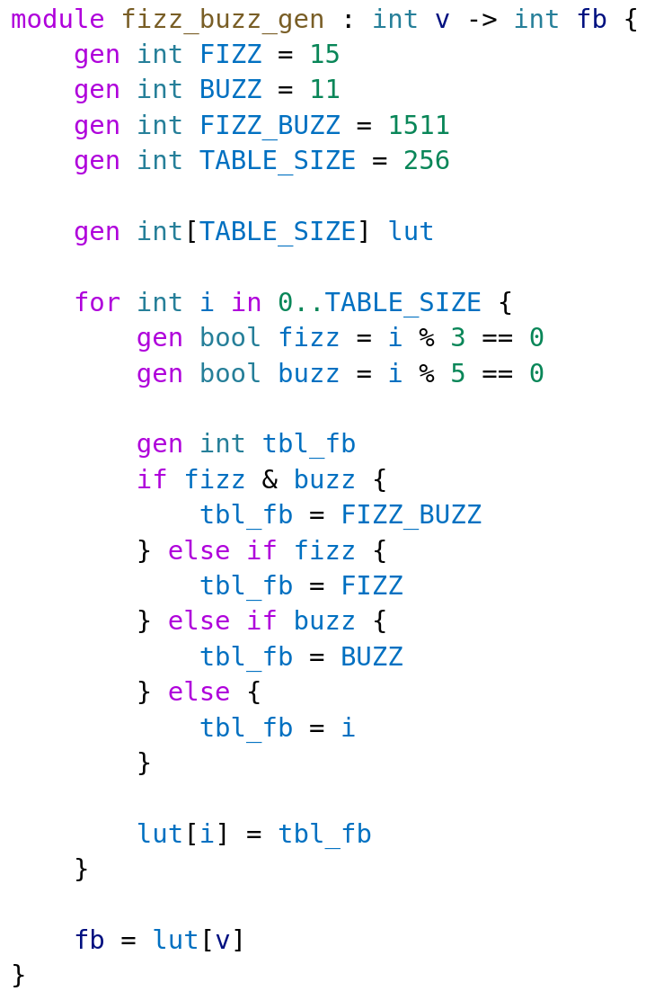 module fizz_buzz_gen : int v -> int fb {
    gen int FIZZ = 15
    gen int BUZZ = 11
    gen int FIZZ_BUZZ = 1511
    gen int TABLE_SIZE = 256

    gen int[TABLE_SIZE] lut

    for int i in 0..TABLE_SIZE {
        gen bool fizz = i % 3 == 0
        gen bool buzz = i % 5 == 0

        gen int tbl_fb
        if fizz & buzz {
            tbl_fb = FIZZ_BUZZ
        } else if fizz {
            tbl_fb = FIZZ
        } else if buzz {
            tbl_fb = BUZZ
        } else {
            tbl_fb = i
        }

        lut[i] = tbl_fb
    }

    fb = lut[v]
}